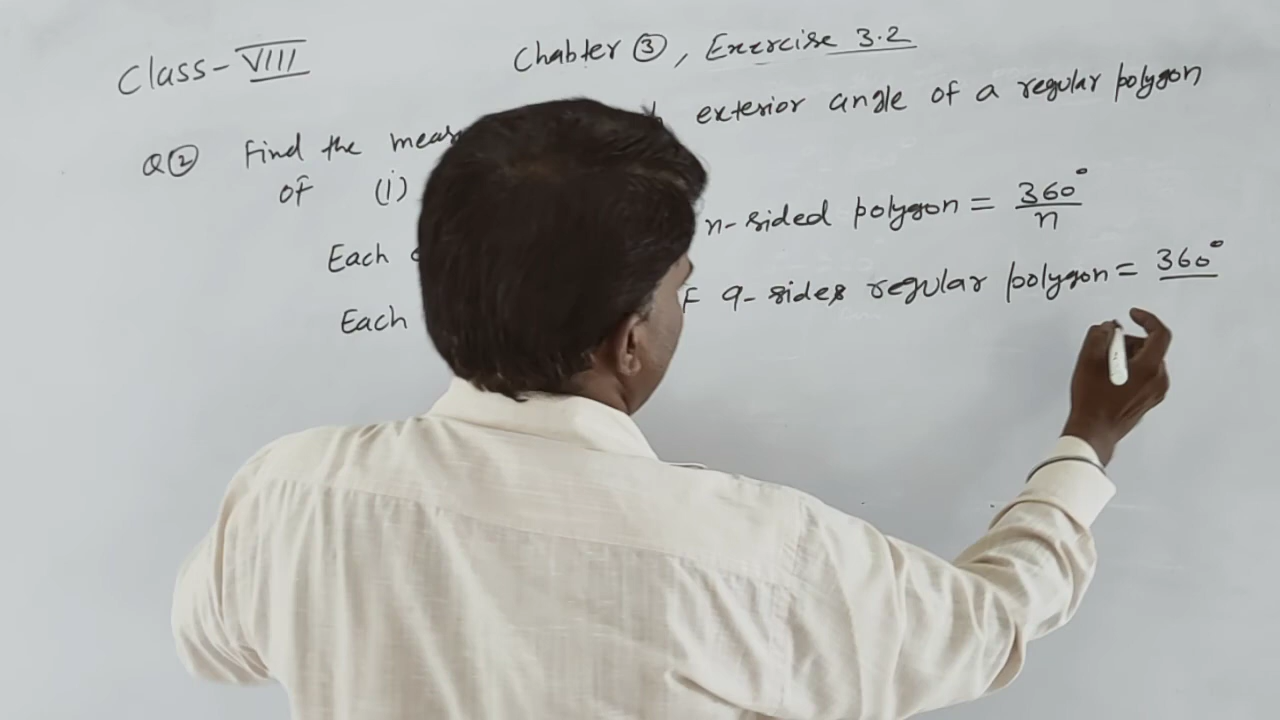 Class-VIII
Chabter ③, Exercise 3.2
Q② Find the meas exterior angle of a regular polygon
of (i)
Each n-sided polygon = 360°/n
Each 9-sides regular polygon = 360°